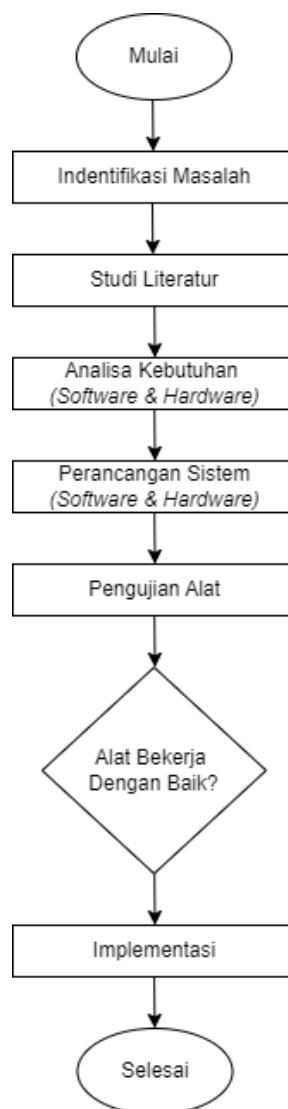 Mulai
Indentifikasi Masalah
Studi Literatur
Analisa Kebutuhan
(Software & Hardware)
Perancangan Sistem
(Software & Hardware)
Pengujian Alat
Alat Bekerja
Dengan Baik?
Implementasi
Selesai